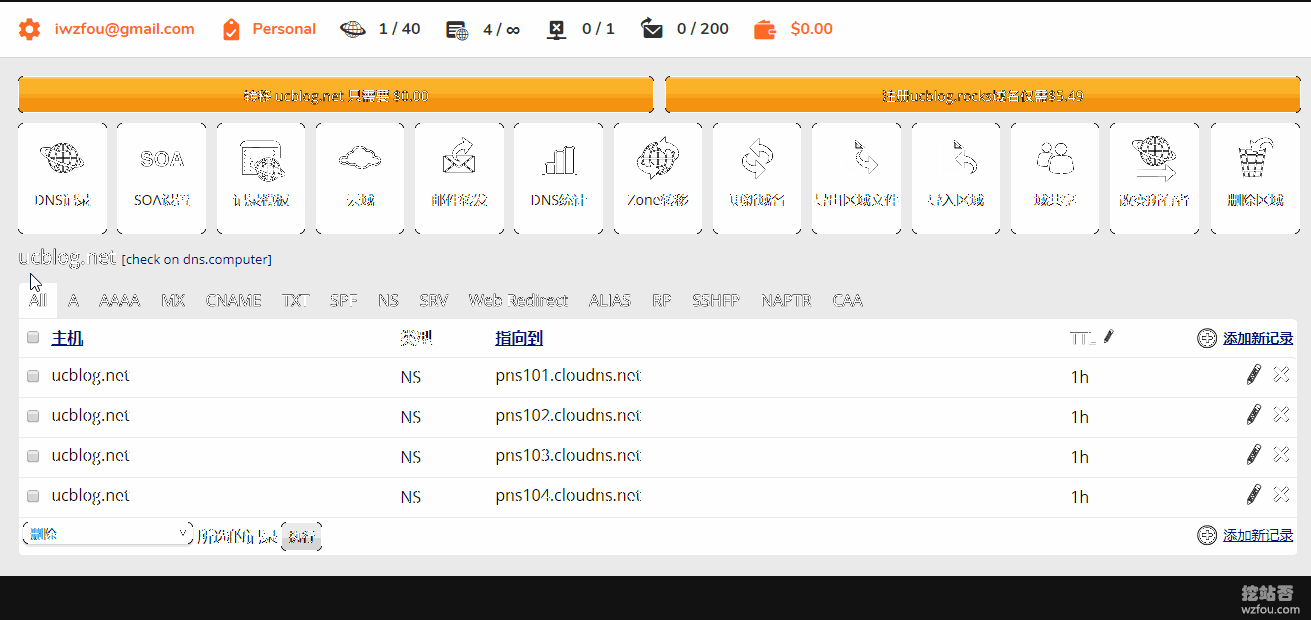 iwzfou@gmail.com Personal 1 / 40 4 / ∞ 0 / 1 0 / 200 $0.00
转移 ucblog.net 只需要 $0.00 注册ucblog.rocks域名仅需$5.49
DNS记录 SOA设置 记录模板 云域 邮件转发 DNS统计 Zone转移 更新域名 导出区域文件 导入区域 域共享 改变所有者 删除区域
SOA
ucblog.net [check on dns.computer]
All A AAAA MX CNAME TXT SPF NS SRV Web Redirect ALIAS RP SSHFP NAPTR CAA
主机 类型 指向到 TTL 添加新记录
ucblog.net NS pns101.cloudns.net 1h
ucblog.net NS pns102.cloudns.net 1h
ucblog.net NS pns103.cloudns.net 1h
ucblog.net NS pns104.cloudns.net 1h
删除 所选的记录 执行 添加新记录
挖站否
wzfou.com